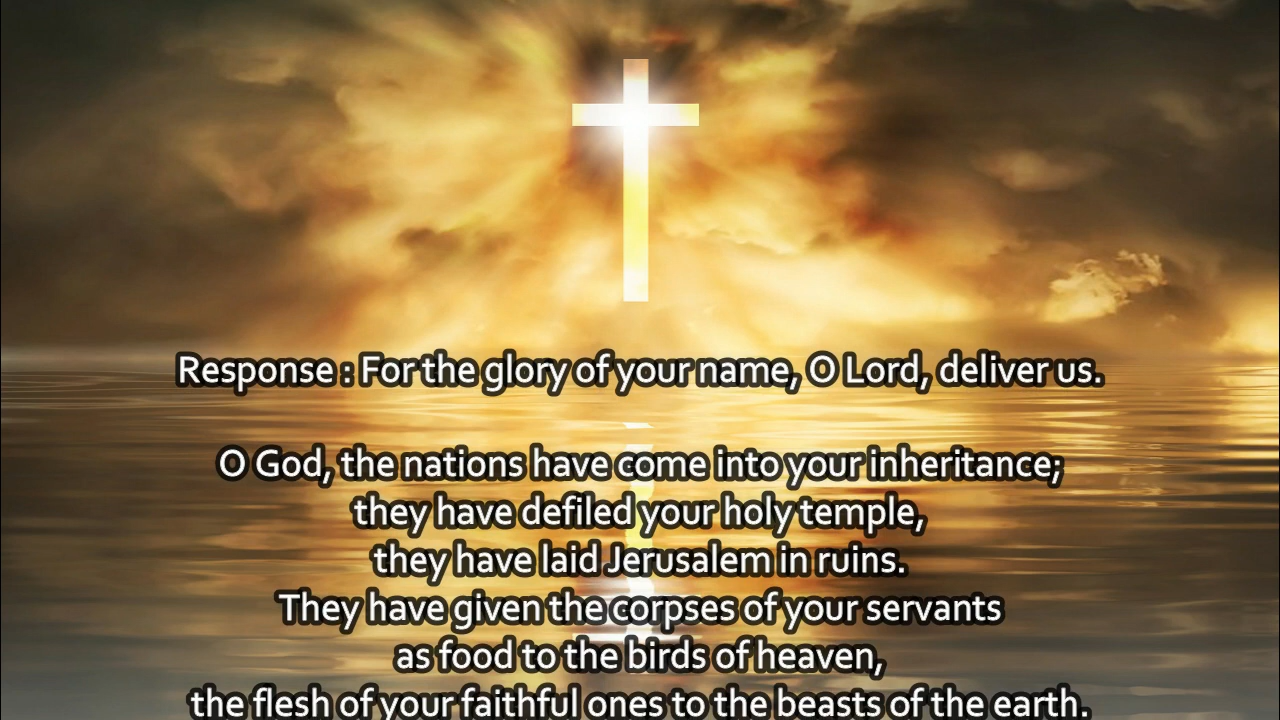 Response : For the glory of your name, O Lord, deliver us.
O God, the nations have come into your inheritance;
they have defiled your holy temple,
they have laid Jerusalem in ruins.
They have given the corpses of your servants
as food to the birds of heaven,
the flesh of your faithful ones to the beasts of the earth.